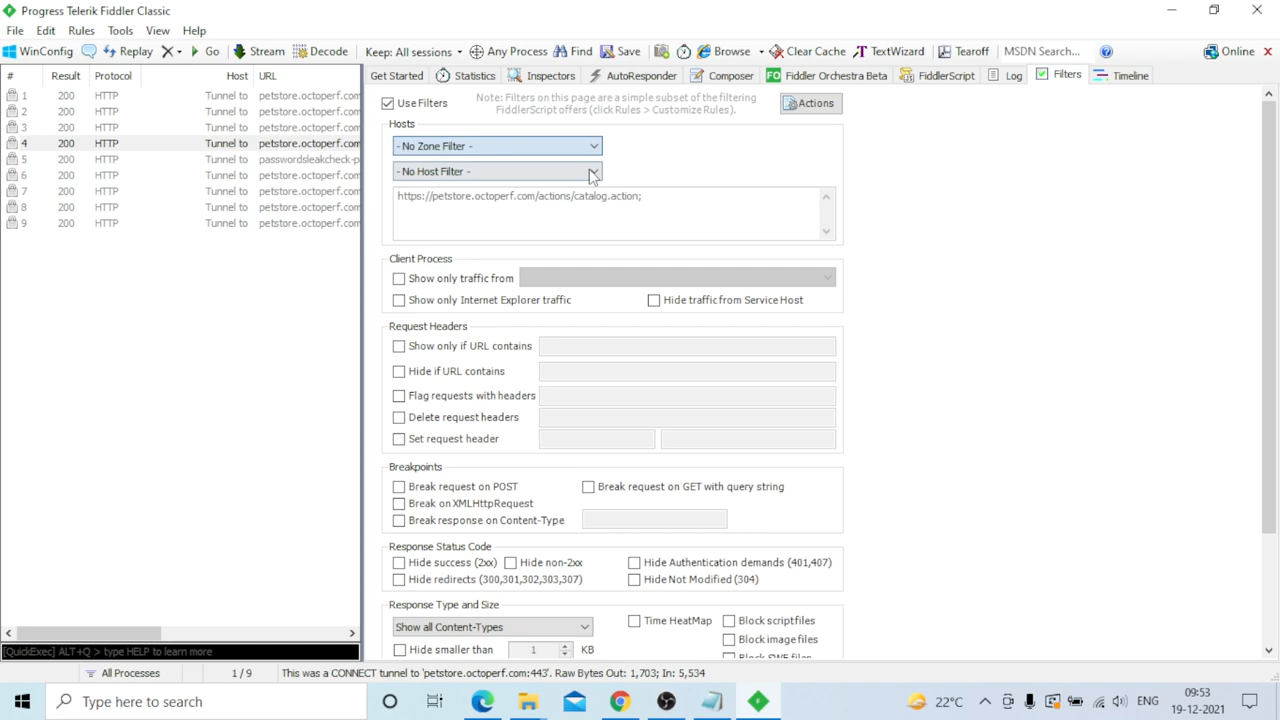 Progress Telerik Fiddler Classic
File Edit Rules Tools View Help
WinConfig Replay Go Stream Decode Keep: All sessions Any Process Find Save Browse Clear Cache TextWizard Tearoff MSDN Search... Online
# Result Protocol Host URL
Get Started Statistics Inspectors AutoResponder Composer FO Fiddler Orchestra Beta FiddlerScript Log Filters Timeline
1 200 HTTP Tunnel to petstore.octoperf.com
2 200 HTTP Tunnel to petstore.octoperf.com
3 200 HTTP Tunnel to petstore.octoperf.com
4 200 HTTP Tunnel to petstore.octoperf.com
5 200 HTTP Tunnel to passwordsleakcheck-p
6 200 HTTP Tunnel to petstore.octoperf.com
7 200 HTTP Tunnel to petstore.octoperf.com
8 200 HTTP Tunnel to petstore.octoperf.com
9 200 HTTP Tunnel to petstore.octoperf.com
Use Filters
Note: Filters on this page are a simple subset of the filtering
FiddlerScript offers (click Rules > Customize Rules).
Actions
Hosts
- No Zone Filter -
- No Host Filter -
https://petstore.octoperf.com/actions/catalog.action;
Client Process
Show only traffic from
Show only Internet Explorer traffic Hide traffic from Service Host
Request Headers
Show only if URL contains
Hide if URL contains
Flag requests with headers
Delete request headers
Set request header
Breakpoints
Break request on POST Break request on GET with query string
Break on XMLHttpRequest
Break response on Content-Type
Response Status Code
Hide success (2xx) Hide non-2xx Hide Authentication demands (401,407)
Hide redirects (300,301,302,303,307) Hide Not Modified (304)
Response Type and Size
Show all Content-Types Time HeatMap Block scriptfiles
Block image files
Hide smaller than 1 KB Block SWF files
[QuickExec] ALT+Q > type HELP to learn more
All Processes 1 / 9 This was a CONNECT tunnel to 'petstore.octoperf.com:443'. Raw Bytes Out: 1,703; In: 5,534
Type here to search 22°C ENG 09:53
19-12-2021